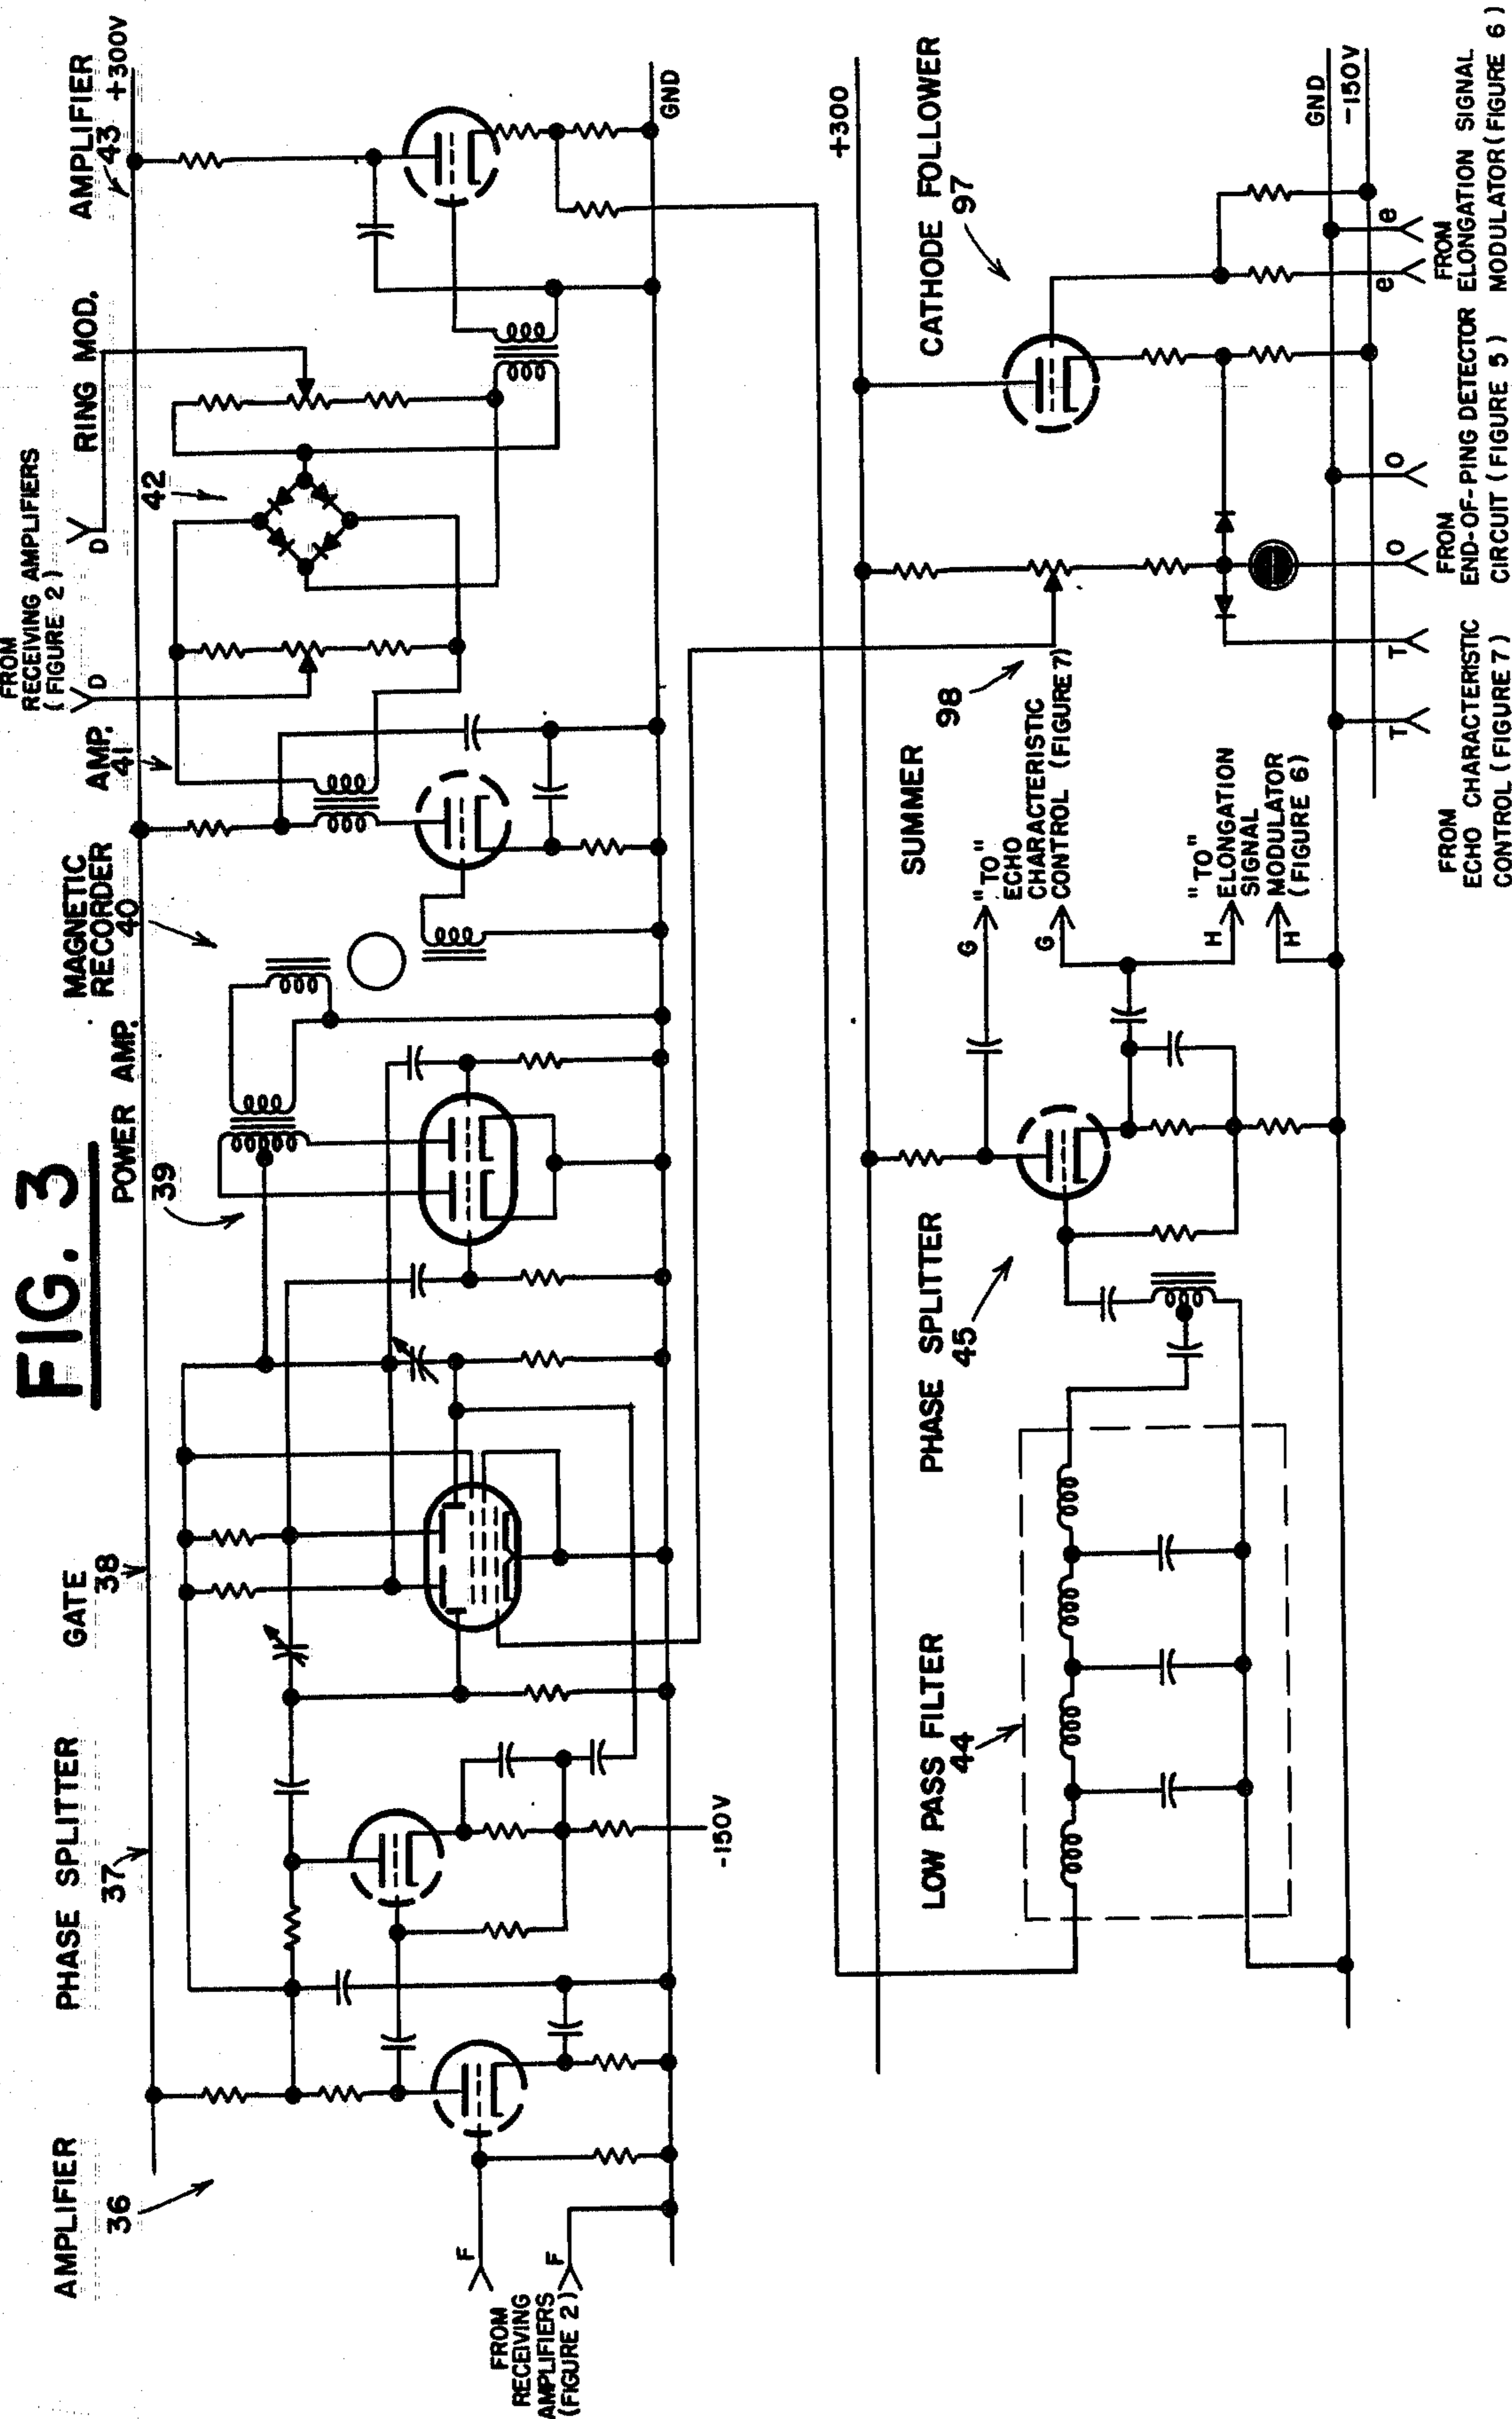 FIG. 3
AMPLIFIER
36
PHASE SPLITTER
37
GATE
38
POWER AMP.
39
MAGNETIC
RECORDER
40
AMP.
41
FROM
RECEIVING AMPLIFIERS
(FIGURE 2)
D
D
42
RING MOD.
AMPLIFIER
43
+300V
GND
F
F
FROM
RECEIVING
AMPLIFIERS
(FIGURE 2)
-150V
LOW PASS FILTER
44
PHASE SPLITTER
45
SUMMER
98
CATHODE FOLLOWER
97
+300
G
G
"TO"
ECHO
CHARACTERISTIC
CONTROL (FIGURE 7)
H
H
"TO"
ELONGATION
SIGNAL
MODULATOR
(FIGURE 6)
GND
-150V
T
T
O
O
e
e
FROM
ECHO CHARACTERISTIC
CONTROL (FIGURE 7)
FROM
END-OF-PING DETECTOR
CIRCUIT (FIGURE 5)
FROM
ELONGATION SIGNAL
MODULATOR (FIGURE 6)